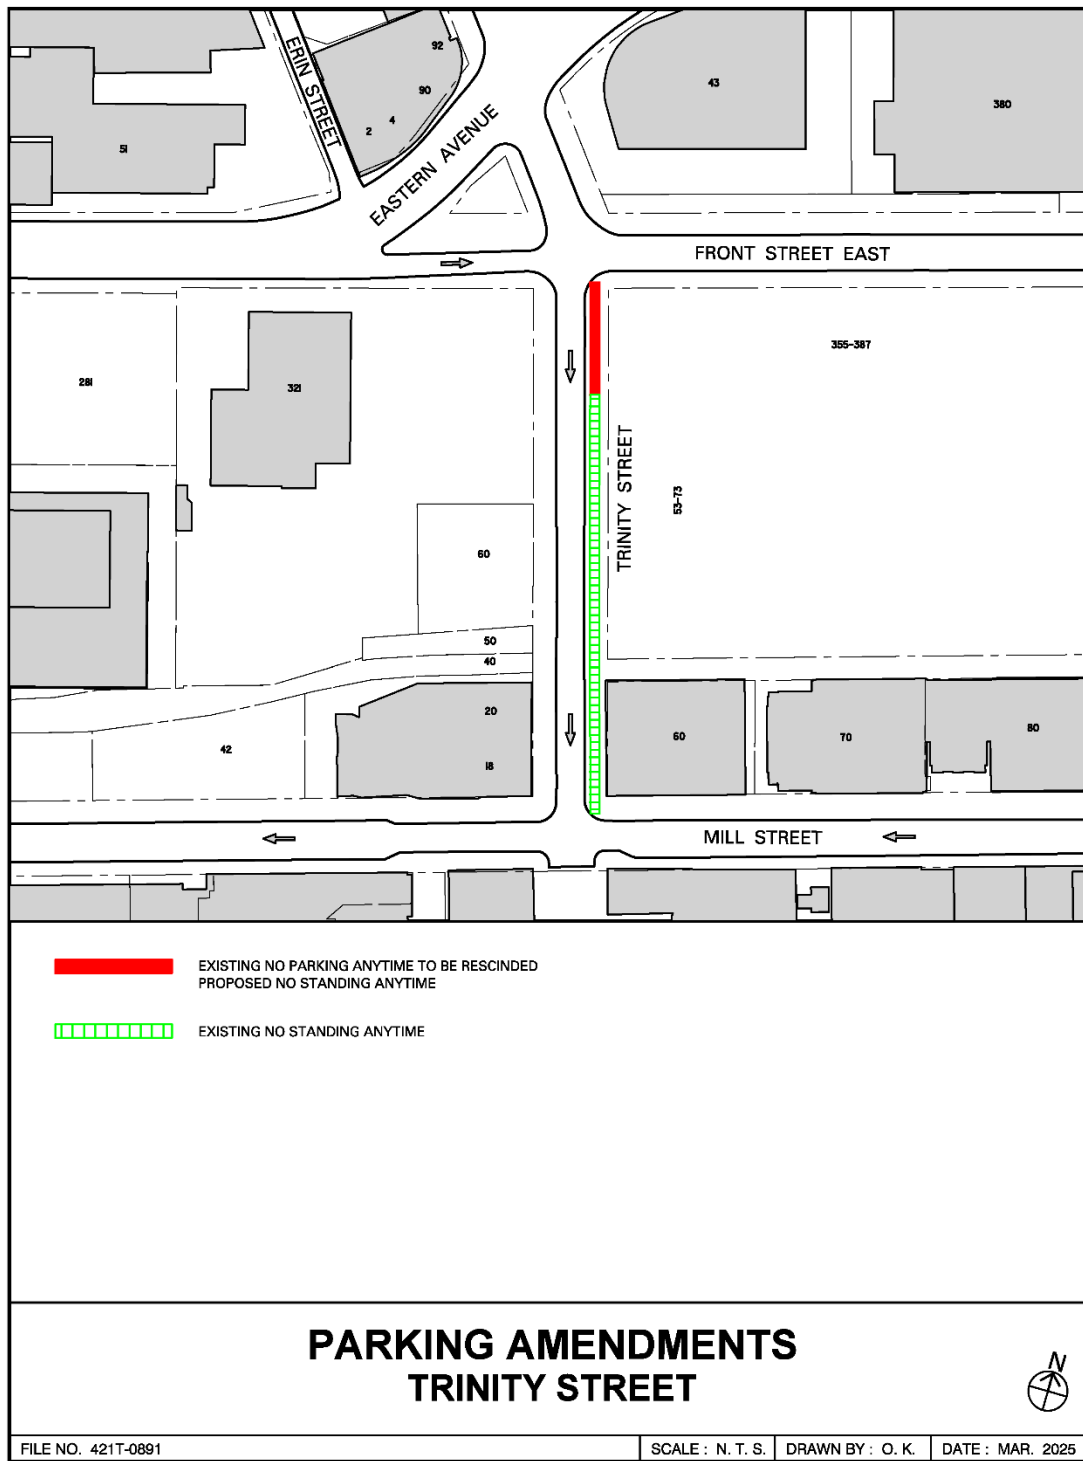 ERIN STREET
92
90
4
2
51
EASTERN AVENUE
43
380
FRONT STREET EAST
355-387
281
321
TRINITY STREET
53-73
60
50
40
20
18
42
60
70
80
MILL STREET
EXISTING NO PARKING ANYTIME TO BE RESCINDED
PROPOSED NO STANDING ANYTIME
EXISTING NO STANDING ANYTIME
PARKING AMENDMENTS
TRINITY STREET
N
FILE NO. 421T-0891
SCALE : N. T. S.
DRAWN BY : O. K.
DATE : MAR. 2025